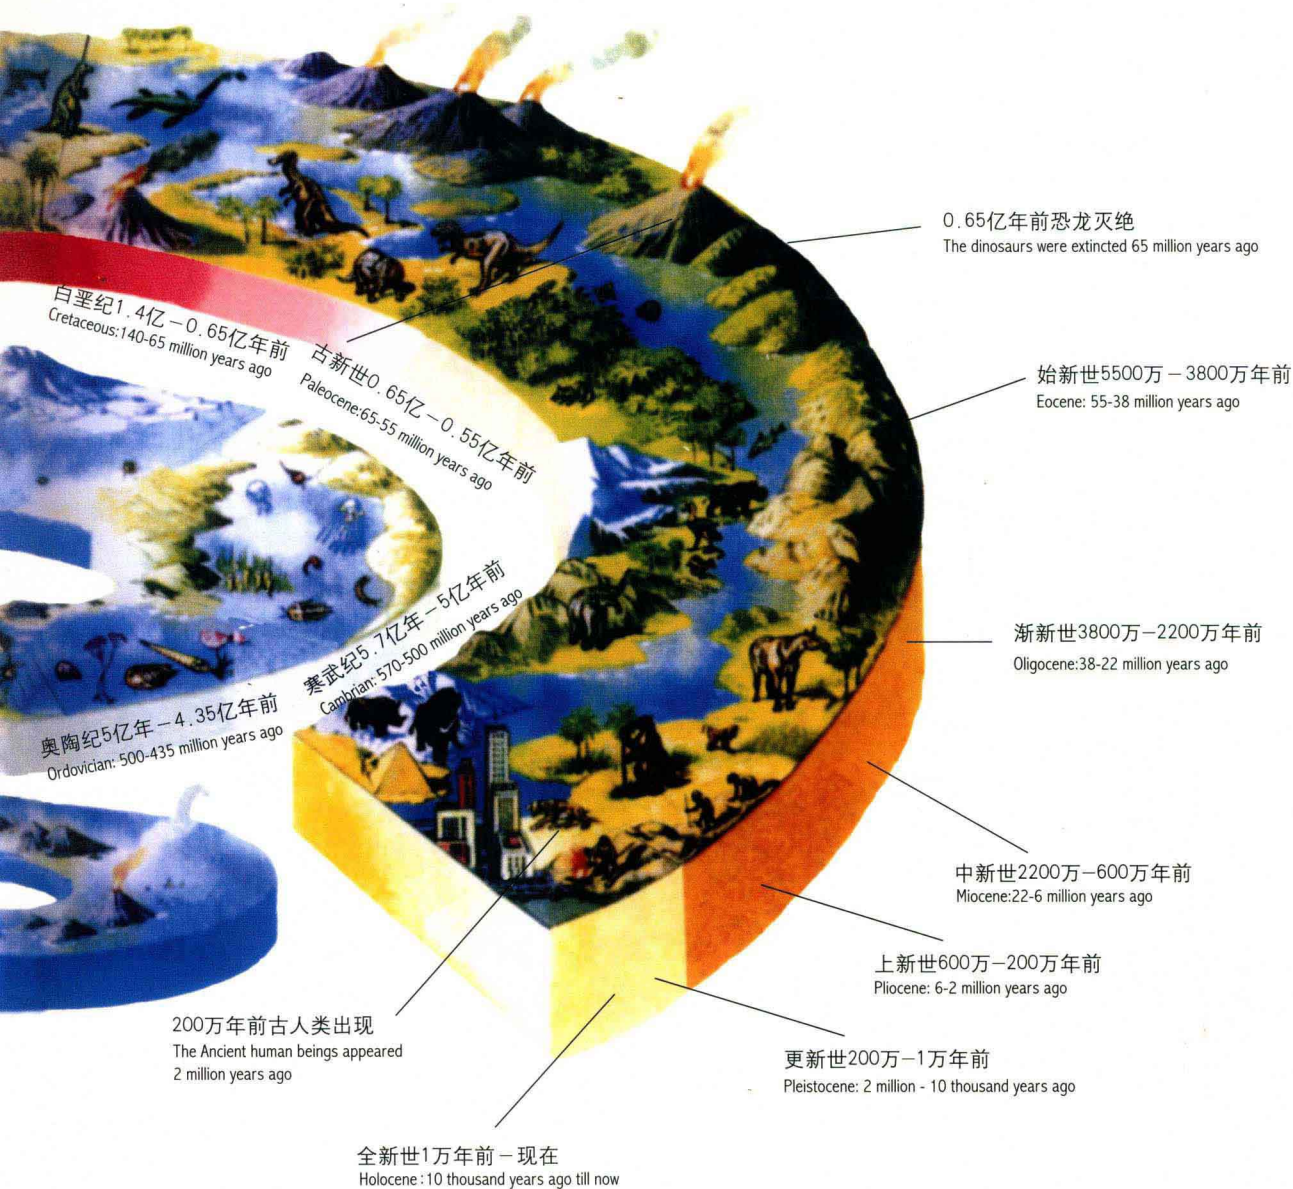 0.65亿年前恐龙灭绝
The dinosaurs were extincted 65 million years ago
白垩纪1.4亿－0.65亿年前
Cretaceous:140-65 million years ago
古新世0.65亿－0.55亿年前
Paleocene:65-55 million years ago
始新世5500万－3800万年前
Eocene: 55-38 million years ago
寒武纪5.7亿年－5亿年前
Cambrian: 570-500 million years ago
渐新世3800万－2200万年前
Oligocene:38-22 million years ago
奥陶纪5亿年－4.35亿年前
Ordovician: 500-435 million years ago
中新世2200万－600万年前
Miocene:22-6 million years ago
上新世600万－200万年前
Pliocene: 6-2 million years ago
200万年前古人类出现
The Ancient human beings appeared
2 million years ago
更新世200万－1万年前
Pleistocene: 2 million - 10 thousand years ago
全新世1万年前－现在
Holocene:10 thousand years ago till now